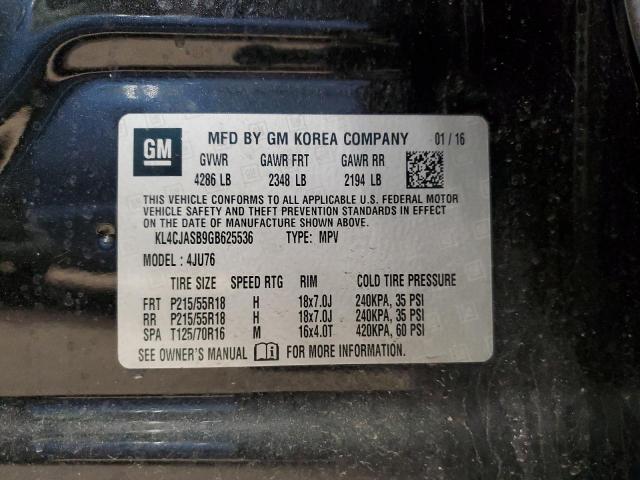 GM MFD BY GM KOREA COMPANY 01 / 16
GVWR GAWR FRT GAWR RR
4286 LB 2348 LB 2194 LB
THIS VEHICLE CONFORMS TO ALL APPLICABLE U.S. FEDERAL MOTOR
VEHICLE SAFETY AND THEFT PREVENTION STANDARDS IN EFFECT
ON THE DATE OF MANUFACTURE SHOWN ABOVE.
KL4CJASB9GB625536 TYPE: MPV
MODEL : 4JU76
TIRE SIZE SPEED RTG RIM COLD TIRE PRESSURE
FRT P215/55R18 H 18x7.0J 240KPA, 35 PSI
RR P215/55R18 H 18x7.0J 240KPA, 35 PSI
SPA T125/70R16 M 16x4.0T 420KPA, 60 PSI
SEE OWNER'S MANUAL FOR MORE INFORMATION.